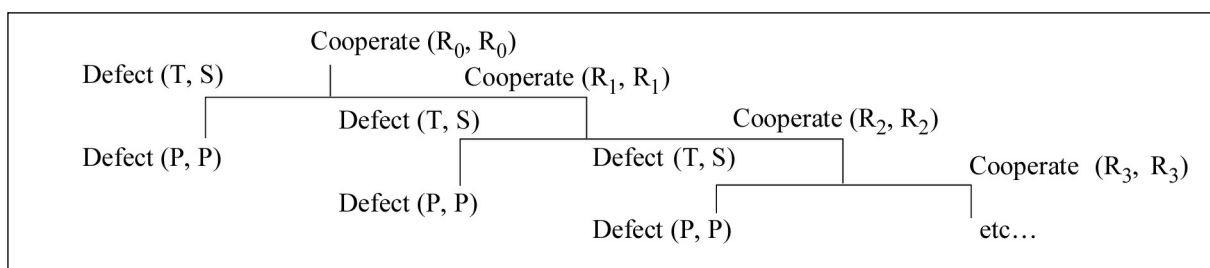 Cooperate (R0, R0)
Defect (T, S)
Cooperate (R1, R1)
Defect (T, S)
Cooperate (R2, R2)
Defect (P, P)
Defect (T, S)
Cooperate (R3, R3)
Defect (P, P)
Defect (P, P)
etc…